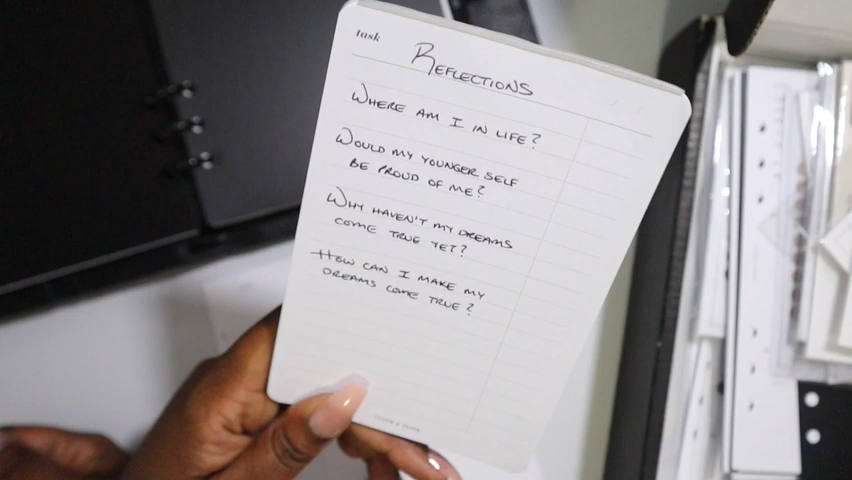 task
REFLECTIONS
WHERE AM I IN LIFE?
WOULD MY YOUNGER SELF
BE PROUD OF ME?
WHY HAVEN'T MY DREAMS
COME TRUE YET?
HOW CAN I MAKE MY
DREAMS COME TRUE?